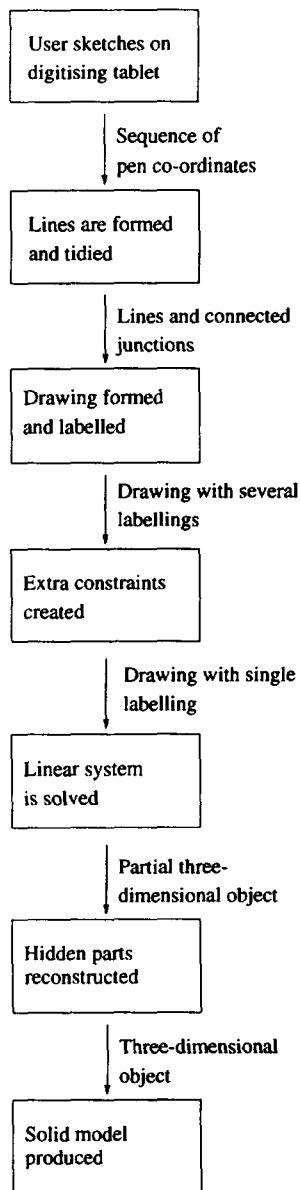 User sketches on
digitising tablet
Sequence of
pen co-ordinates
Lines are formed
and tidied
Lines and connected
junctions
Drawing formed
and labelled
Drawing with several
labellings
Extra constraints
created
Drawing with single
labelling
Linear system
is solved
Partial three-
dimensional object
Hidden parts
reconstructed
Three-dimensional
object
Solid model
produced